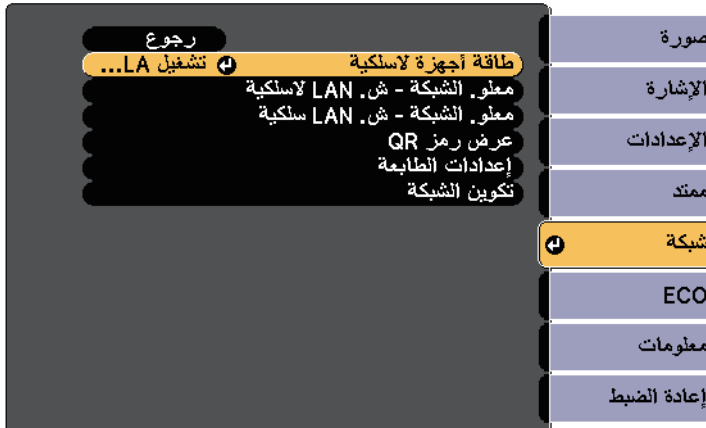 صورة
الإشارة
الإعدادات
ممتد
شبكة
ECO
معلومات
إعادة الضبط
رجوع
طاقة أجهزة لاسلكية تشغيل LA...
معلو. الشبكة - ش. LAN لاسلكية
معلو. الشبكة - ش. LAN سلكية
عرض رمز QR
إعدادات الطابعة
تكوين الشبكة